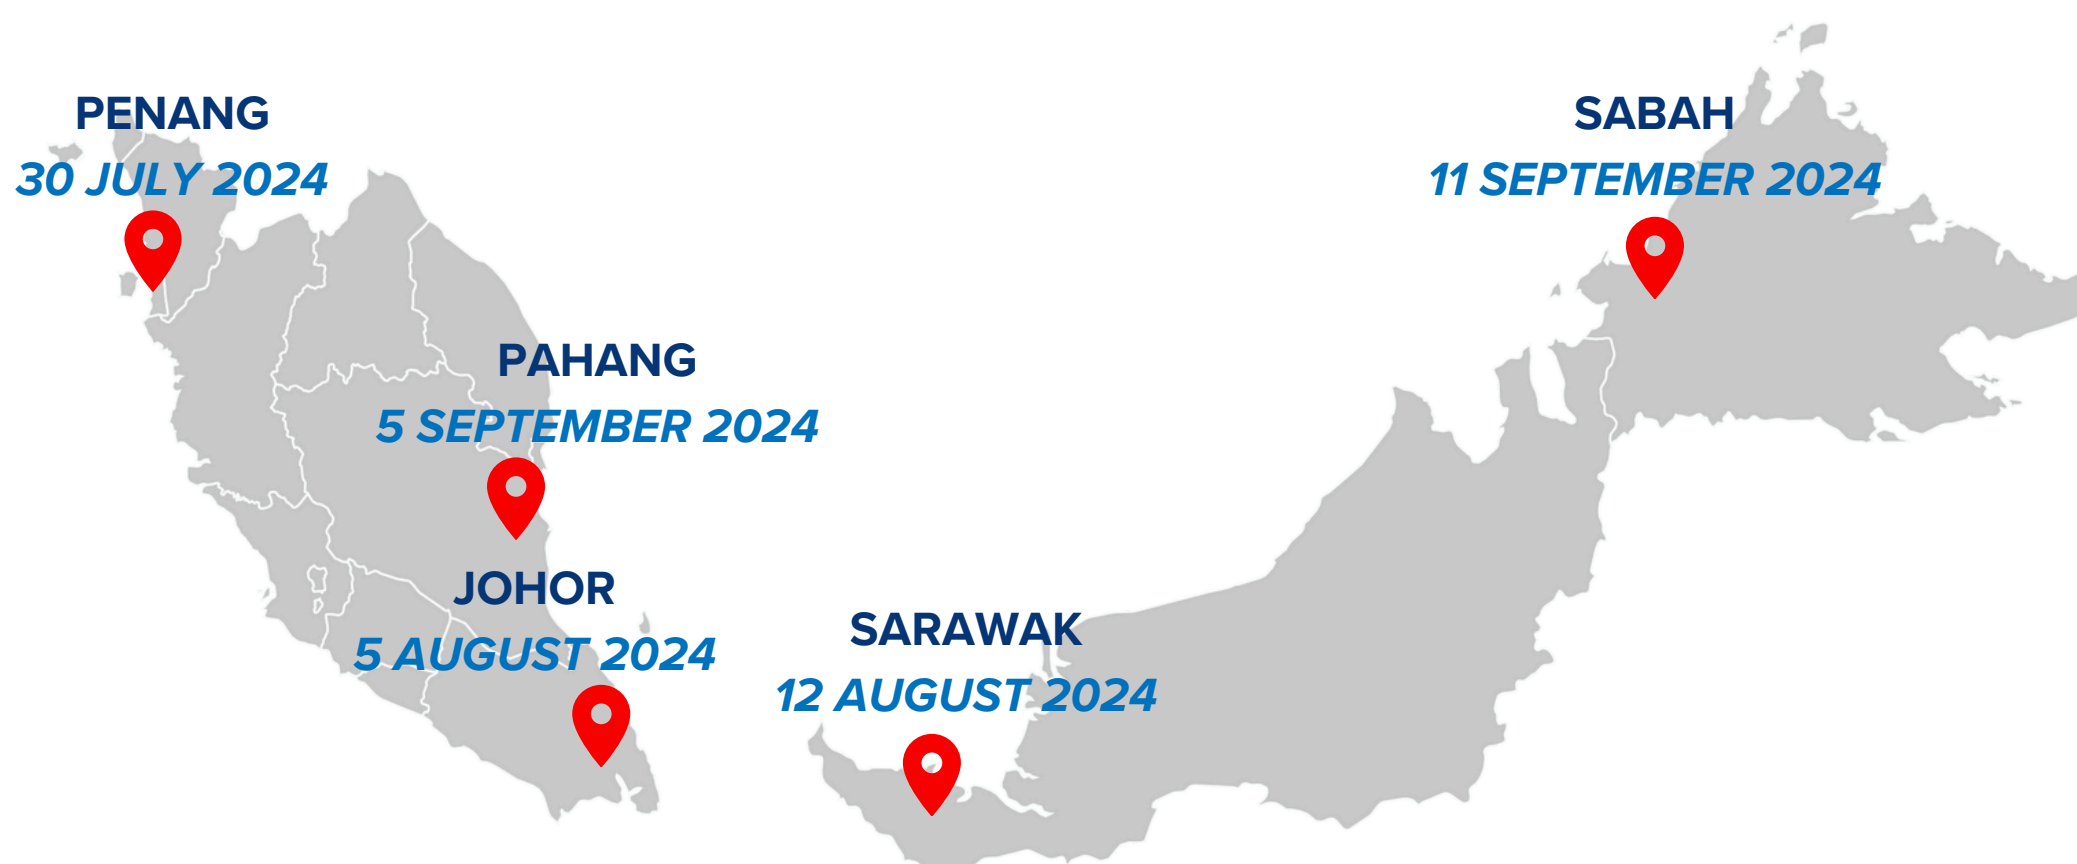 PENANG
30 JULY 2024
SABAH
11 SEPTEMBER 2024
PAHANG
5 SEPTEMBER 2024
JOHOR
5 AUGUST 2024
SARAWAK
12 AUGUST 2024